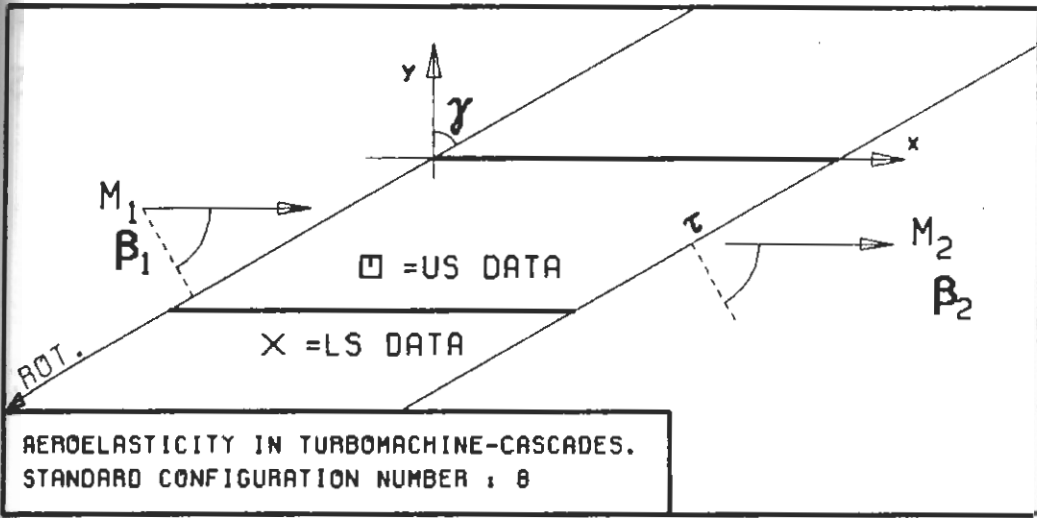 y
γ
x
M₁
β₁
τ
M₂
β₂
□ =US DATA
× =LS DATA
ROT.
AEROELASTICITY IN TURBOMACHINE-CASCADES.
STANDARD CONFIGURATION NUMBER : 8